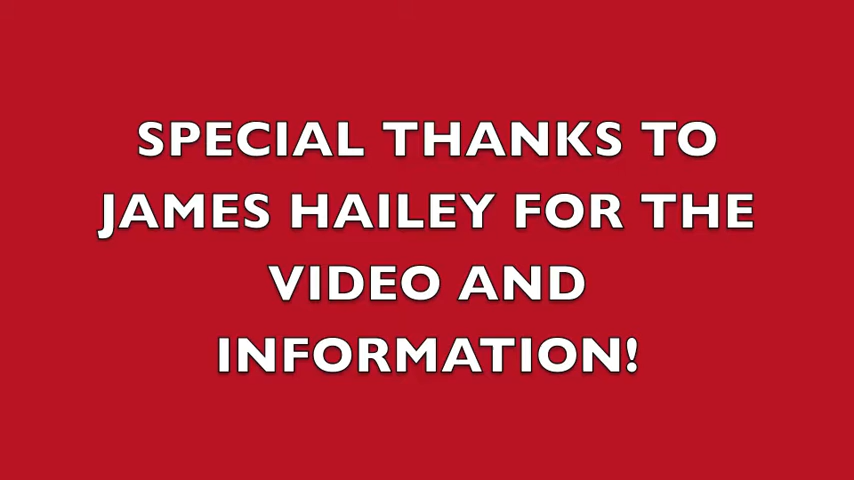 SPECIAL THANKS TO
JAMES HAILEY FOR THE
VIDEO AND
INFORMATION!